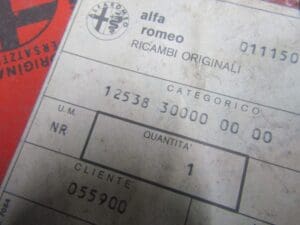 alfa
romeo
RICAMBI ORIGINALI
011150
CATEGORICO
12538 30000 00 00
U.M.
NR
QUANTITA'
1
CLIENTE
055900